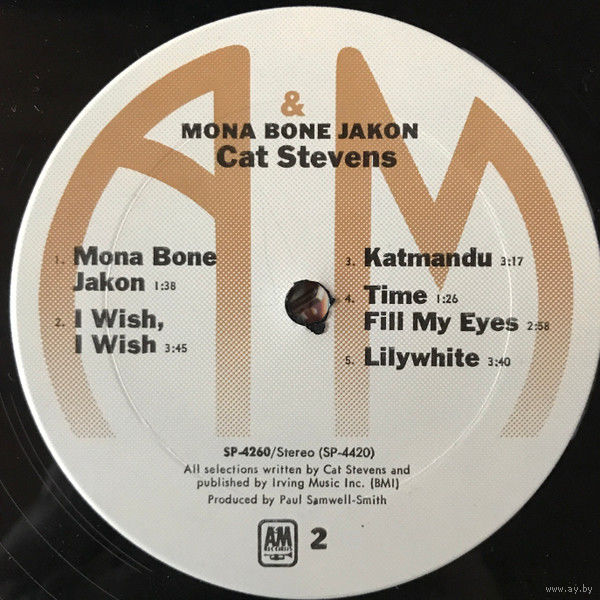 &
MONA BONE JAKON
Cat Stevens
1. Mona Bone
Jakon 1:38
2. I Wish,
I Wish 3:45
3. Katmandu 3:17
4. Time 1:26
Fill My Eyes 2:58
5. Lilywhite 3:40
SP-4260/Stereo (SP-4420)
All selections written by Cat Stevens and
published by Irving Music Inc. (BMI)
Produced by Paul Samwell-Smith
A&M
RECORDS
2
www.ay.by